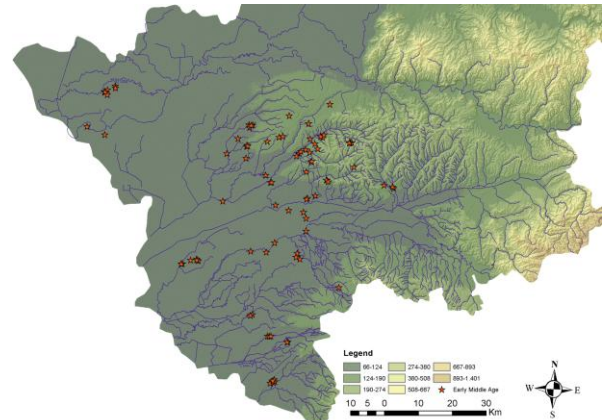 N
W E
S
Legend
66-124 274-380 667-893
124-190 380-508 893-1.401
190-274 508-667 Early Middle Age
10 5 0 10 20 30
Km